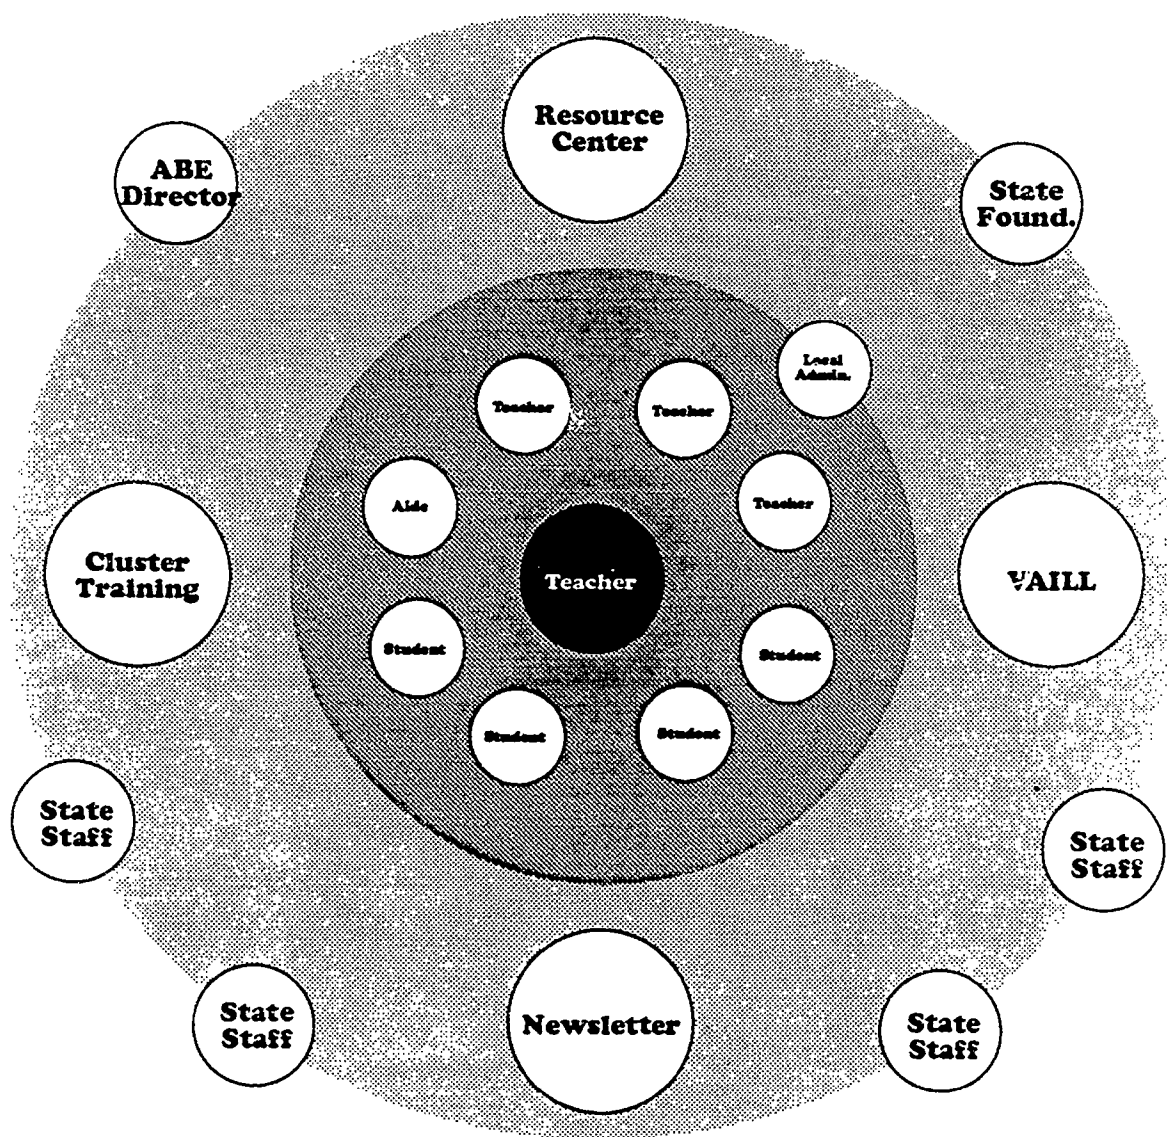 Resource
Center
ABE
Director
State
Found.
Local
Admin.
Teacher
Teacher
Aide
Teacher
Cluster
Training
Teacher
VAILL
Student
Student
Student
Student
State
Staff
State
Staff
State
Staff
Newsletter
State
Staff